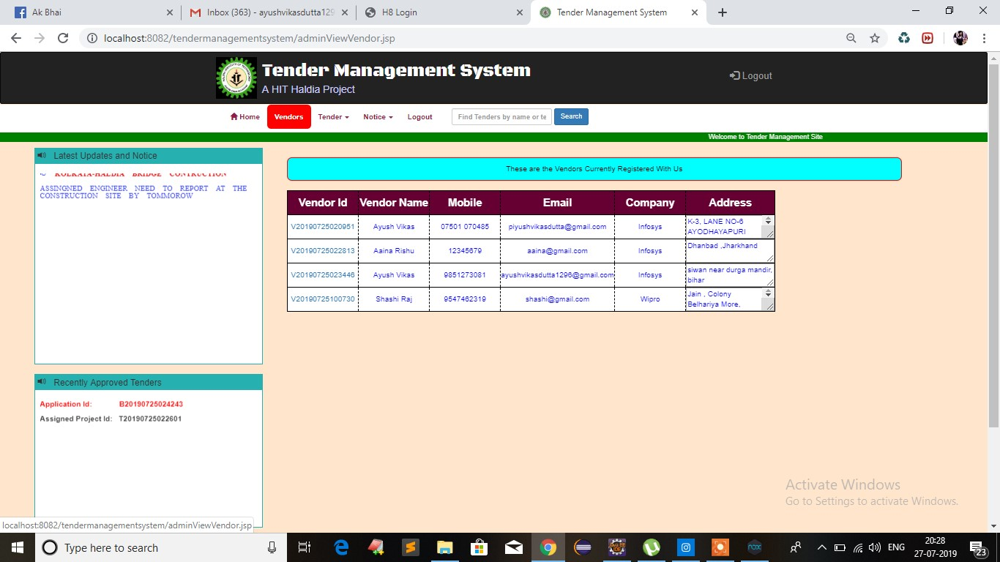 Ak Bhai
Inbox (363) - ayushvikasdutta129
H8 Login
Tender Management System
localhost:8082/tendermanagementsystem/adminViewVendor.jsp
Tender Management System
A HIT Haldia Project
Logout
Home Vendors Tender Notice Logout Find Tenders by name or te Search
Welcome to Tender Management Site
Latest Updates and Notice
KOLKATA-HALDIA BRIDGE CONTRUCTION
ASSINGNED ENGINEER NEED TO REPORT AT THE
CONSTRUCTION SITE BY TOMMOROW
These are the Vendors Currently Registered With Us
Vendor Id Vendor Name Mobile Email Company Address
V20190725020951 Ayush Vikas 07501 070485 piyushvikasdutta@gmail.com Infosys K-3, LANE NO-6
AYODHAYAPURI
V20190725022813 Aaina Rishu 12345679 aaina@gmail.com Infosys Dhanbad ,Jharkhand
V20190725023446 Ayush Vikas 9851273081 ayushvikasdutta1296@gmail.com Infosys siwan near durga mandir,
bihar
V20190725100730 Shashi Raj 9547462319 shashi@gmail.com Wipro Jain , Colony
Belhariya More,
Recently Approved Tenders
Application Id: B20190725024243
Assigned Project Id: T20190725022601
Activate Windows
Go to Settings to activate Windows.
localhost:8082/tendermanagementsystem/adminViewVendor.jsp
Type here to search
ENG
20:28
27-07-2019
23